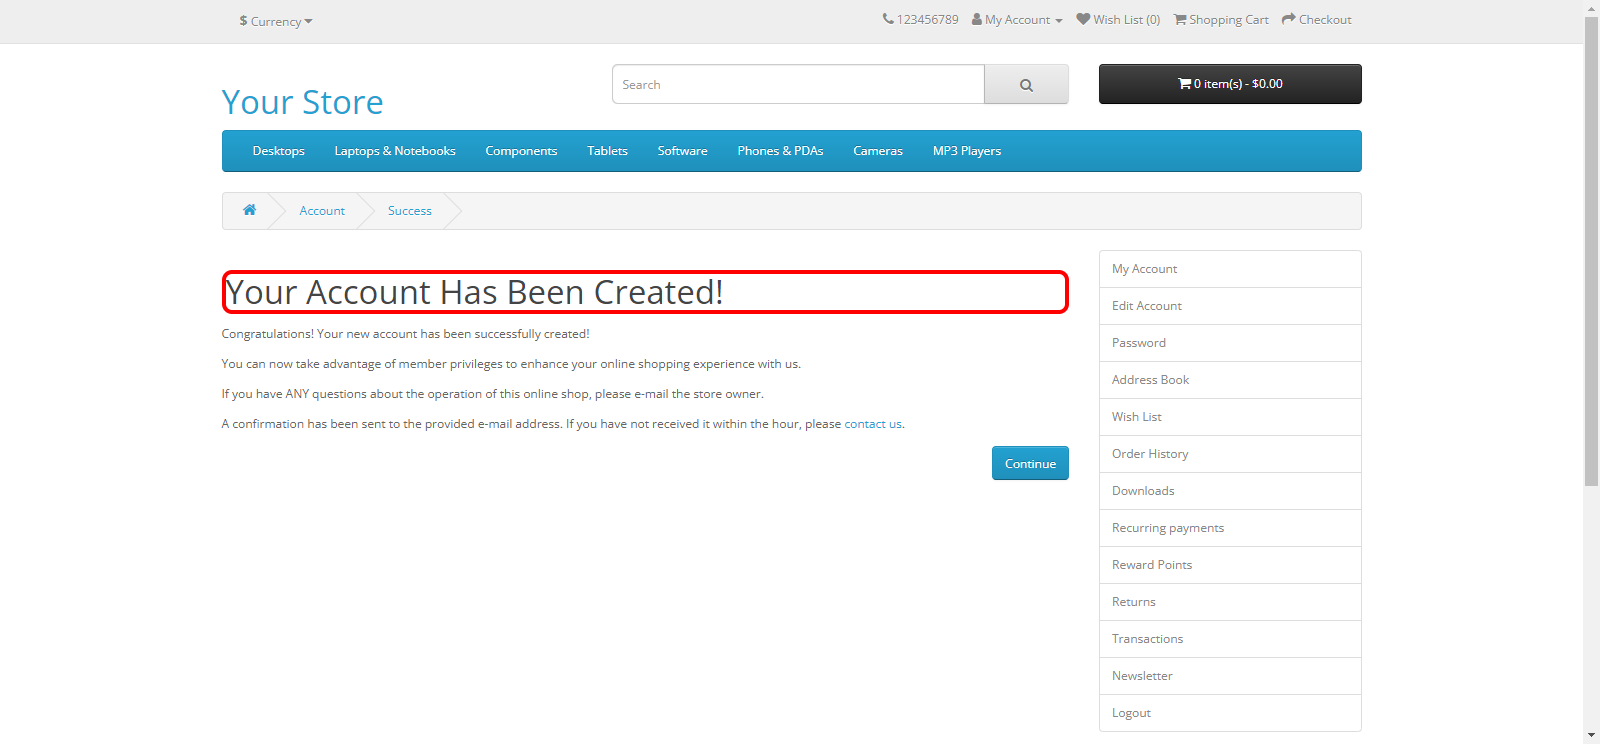 $ Currency
123456789 My Account Wish List (0) Shopping Cart Checkout
Your Store
Search
0 item(s) - $0.00
Desktops Laptops & Notebooks Components Tablets Software Phones & PDAs Cameras MP3 Players
Account Success
Your Account Has Been Created!
Congratulations! Your new account has been successfully created!
You can now take advantage of member privileges to enhance your online shopping experience with us.
If you have ANY questions about the operation of this online shop, please e-mail the store owner.
A confirmation has been sent to the provided e-mail address. If you have not received it within the hour, please contact us.
Continue
My Account
Edit Account
Password
Address Book
Wish List
Order History
Downloads
Recurring payments
Reward Points
Returns
Transactions
Newsletter
Logout